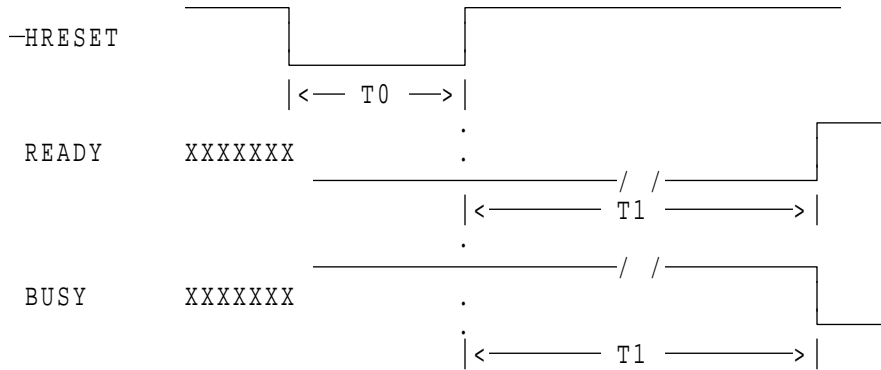 —HRESET
|<— T0 —>|
READY XXXXXXX
/ /
|<— T1 —>|
/ /
BUSY XXXXXXX
|<— T1 —>|